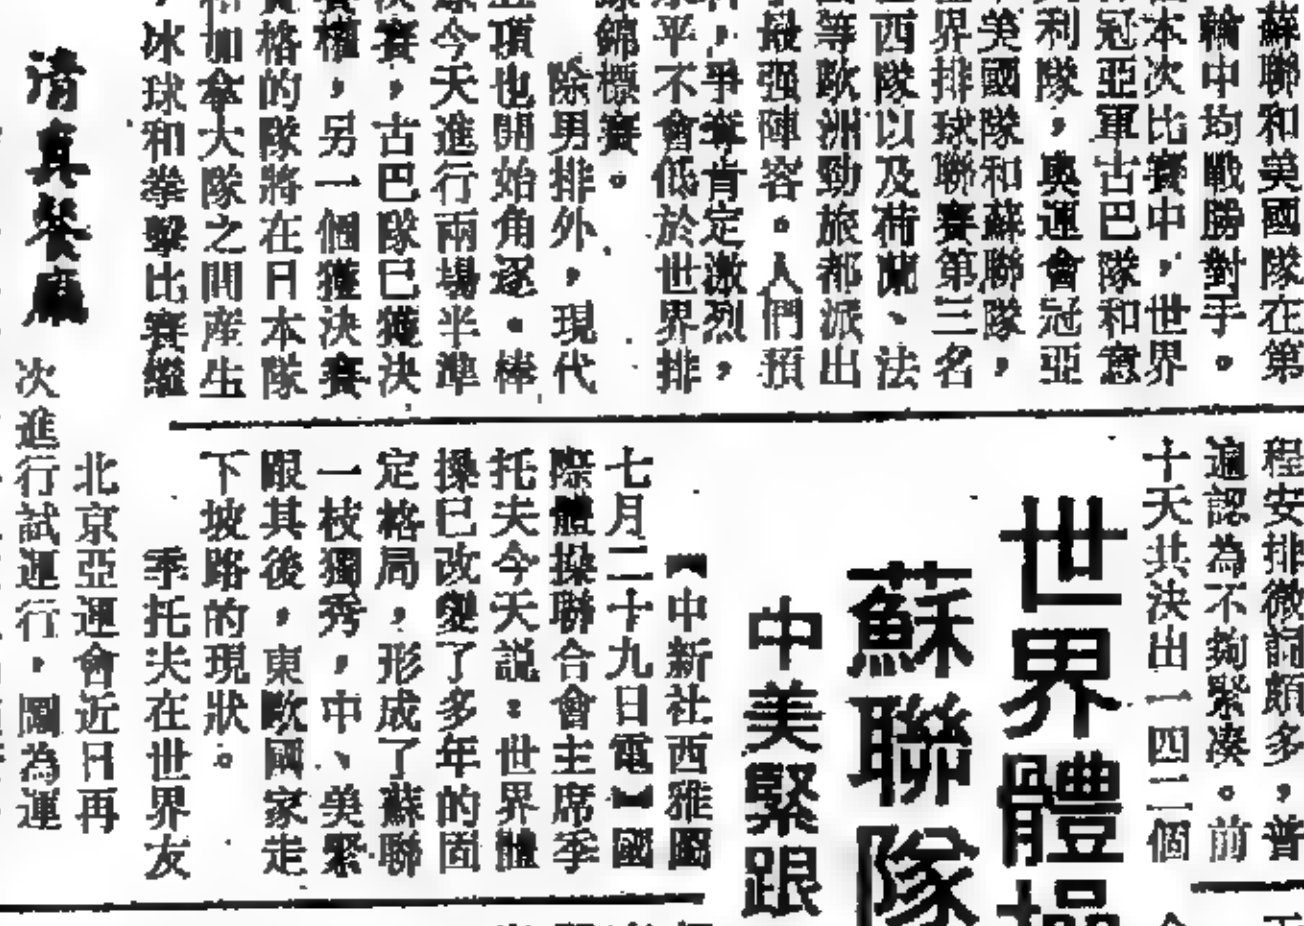 蘇聯和美國隊在第
輪中均戰勝對手。
本次比賽中，世界
冠亞軍古巴隊和意
利隊，奧運會冠亞
美國隊和蘇聯隊，
界排球聯賽第三名
西隊以及荷蘭、法
等歐洲勁旅都派出
最强陣容。人們預
，爭奪肯定激烈，
平不會低於世界排
錦標賽。
除男排外，現代
項也開始角逐。棒
今天進行兩場半準
賽，古巴隊已獲決
權，另一個獲決賽
格的隊將在日本隊
加拿大隊之間產生
冰球和拳擊比賽繼
清真餐廳
程安排微詞頗多，普
遍認為不夠緊湊。前
十天共決出一四二個
世界體操
蘇聯隊
中美緊跟
【中新社西雅圖
七月二十九日電】國
際體操聯合會主席季
托夫今天説：世界體
操已改變了多年的固
定格局，形成了蘇聯
一枝獨秀，中、美緊
跟其後，東歐國家走
下坡路的現狀。
季托夫在世界友
北京亞運會近日再
次進行試運行，圖為運